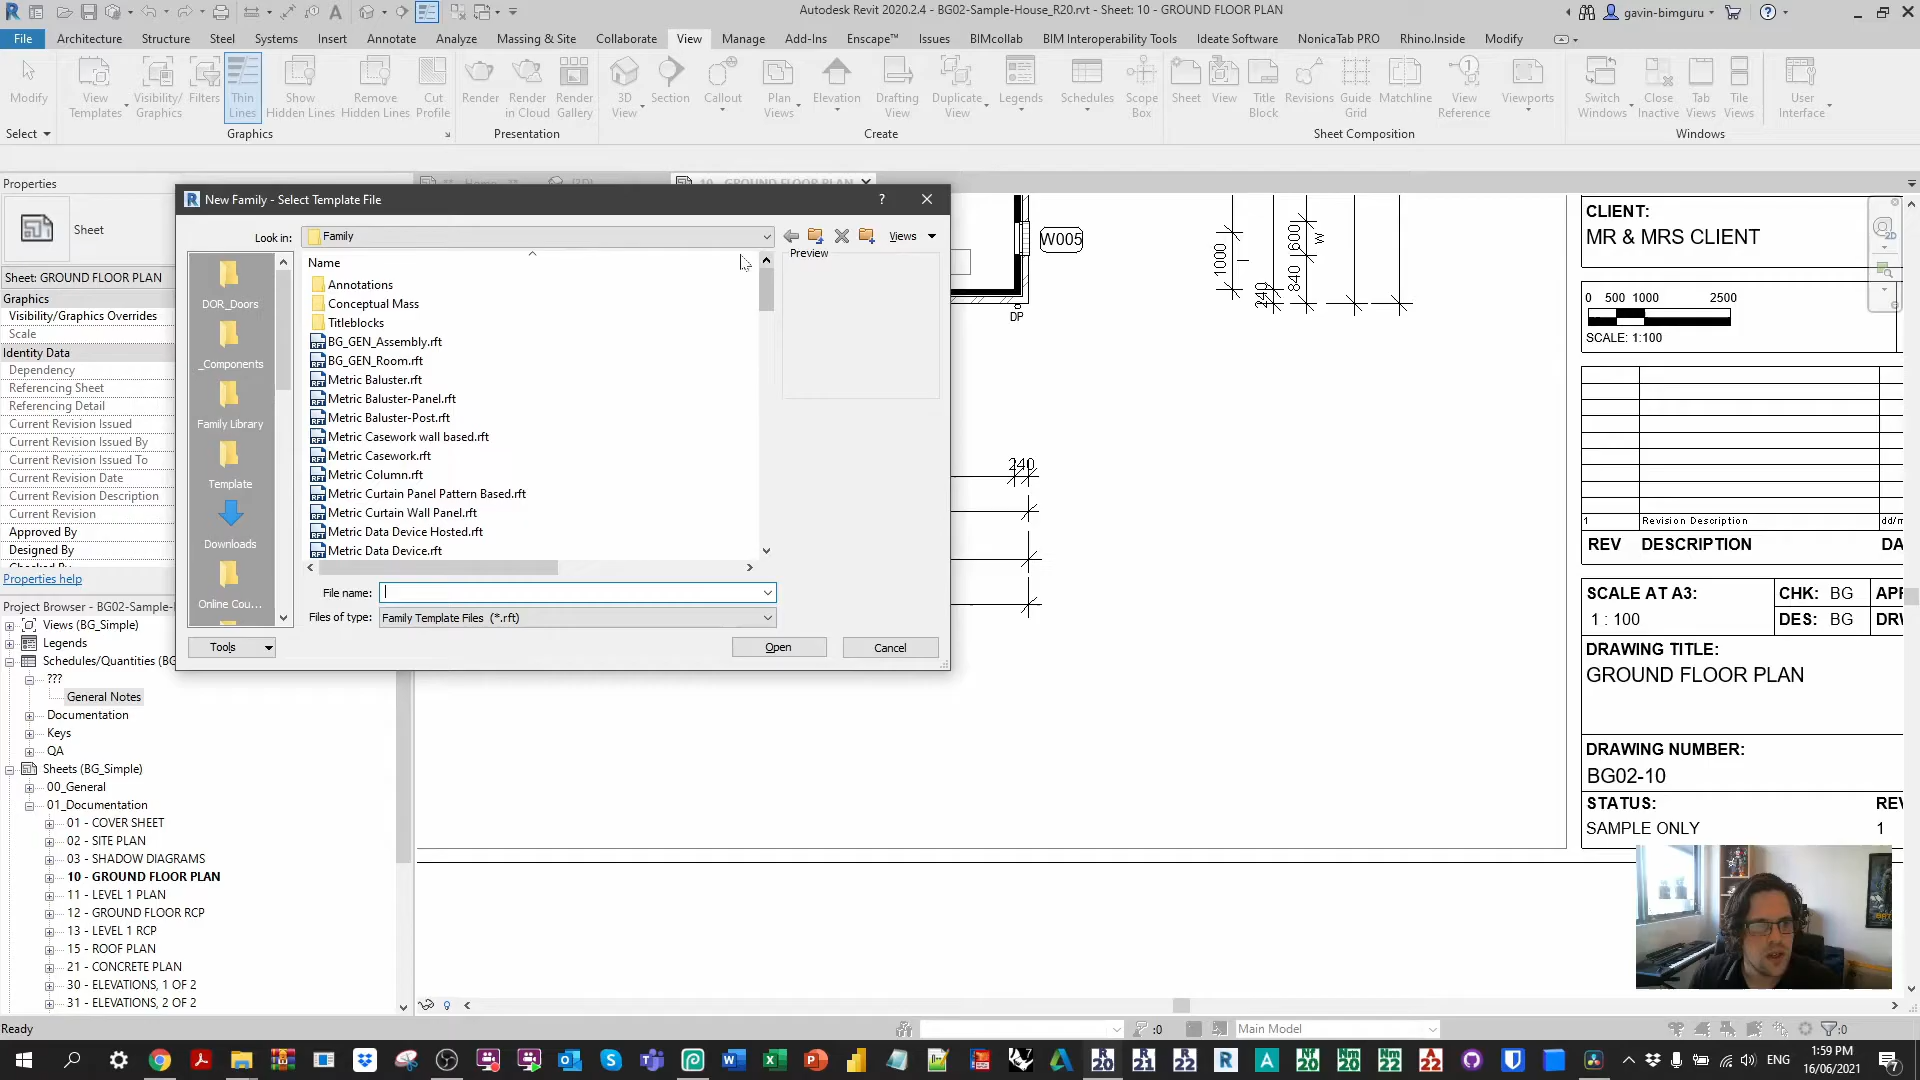 Autodesk Revit 2020.2.4 - BG02-Sample-House_R20.rvt - Sheet: 10 - GROUND FLOOR PLAN
gavin-bimguru
File Architecture Structure Steel Systems Insert Annotate Analyze Massing & Site Collaborate View Manage Add-Ins Enscape™ Issues BIMcollab BIM Interoperability Tools Ideate Software NonicaTab PRO Rhino.Inside Modify
Modify
View Templates
Visibility/ Graphics
Filters
Thin Lines
Show Hidden Lines
Remove Hidden Lines
Cut Profile
Render
Render in Cloud
Render Gallery
3D View
Section
Callout
Plan Views
Elevation
Drafting View
Duplicate View
Legends
Schedules
Scope Box
Sheet
View
Title Block
Revisions
Guide Grid
Matchline
View Reference
Viewports
Switch Windows
Close Inactive
Tab Views
Tile Views
User Interface
Select
Graphics
Presentation
Create
Sheet Composition
Windows
Properties
Sheet
Sheet: GROUND FLOOR PLAN
Graphics
Visibility/Graphics Overrides
Scale
Identity Data
Dependency
Referencing Sheet
Referencing Detail
Current Revision Issued
Current Revision Issued By
Current Revision Issued To
Current Revision Date
Current Revision Description
Current Revision
Approved By
Designed By
Properties help
Project Browser - BG02-Sample-
Views (BG_Simple)
Legends
Schedules/Quantities (BG
???
General Notes
Documentation
Keys
QA
Sheets (BG_Simple)
00_General
01_Documentation
01 - COVER SHEET
02 - SITE PLAN
03 - SHADOW DIAGRAMS
10 - GROUND FLOOR PLAN
11 - LEVEL 1 PLAN
12 - GROUND FLOOR RCP
13 - LEVEL 1 RCP
15 - ROOF PLAN
21 - CONCRETE PLAN
30 - ELEVATIONS, 1 OF 2
31 - ELEVATIONS, 2 OF 2
New Family - Select Template File
Look in:
Family
Views
Preview
DOR_Doors
_Components
Family Library
Template
Downloads
Online Cou...
Name
Annotations
Conceptual Mass
Titleblocks
BG_GEN_Assembly.rft
BG_GEN_Room.rft
Metric Baluster.rft
Metric Baluster-Panel.rft
Metric Baluster-Post.rft
Metric Casework wall based.rft
Metric Casework.rft
Metric Column.rft
Metric Curtain Panel Pattern Based.rft
Metric Curtain Wall Panel.rft
Metric Data Device Hosted.rft
Metric Data Device.rft
File name:
Files of type: Family Template Files (*.rft)
Tools
Open
Cancel
10 - GROUND FLOOR PLAN
W005
DP
240
1000
240
840
600
W
CLIENT:
MR & MRS CLIENT
0 500 1000 2500
SCALE: 1:100
1 Revision Description dd/m
REV DESCRIPTION DA
SCALE AT A3:
1 : 100
CHK: BG
DES: BG
DRAWING TITLE:
GROUND FLOOR PLAN
DRAWING NUMBER:
BG02-10
STATUS:
SAMPLE ONLY
REV
1
Ready
:0
Main Model
:0
ENG
1:59 PM
16/06/2021